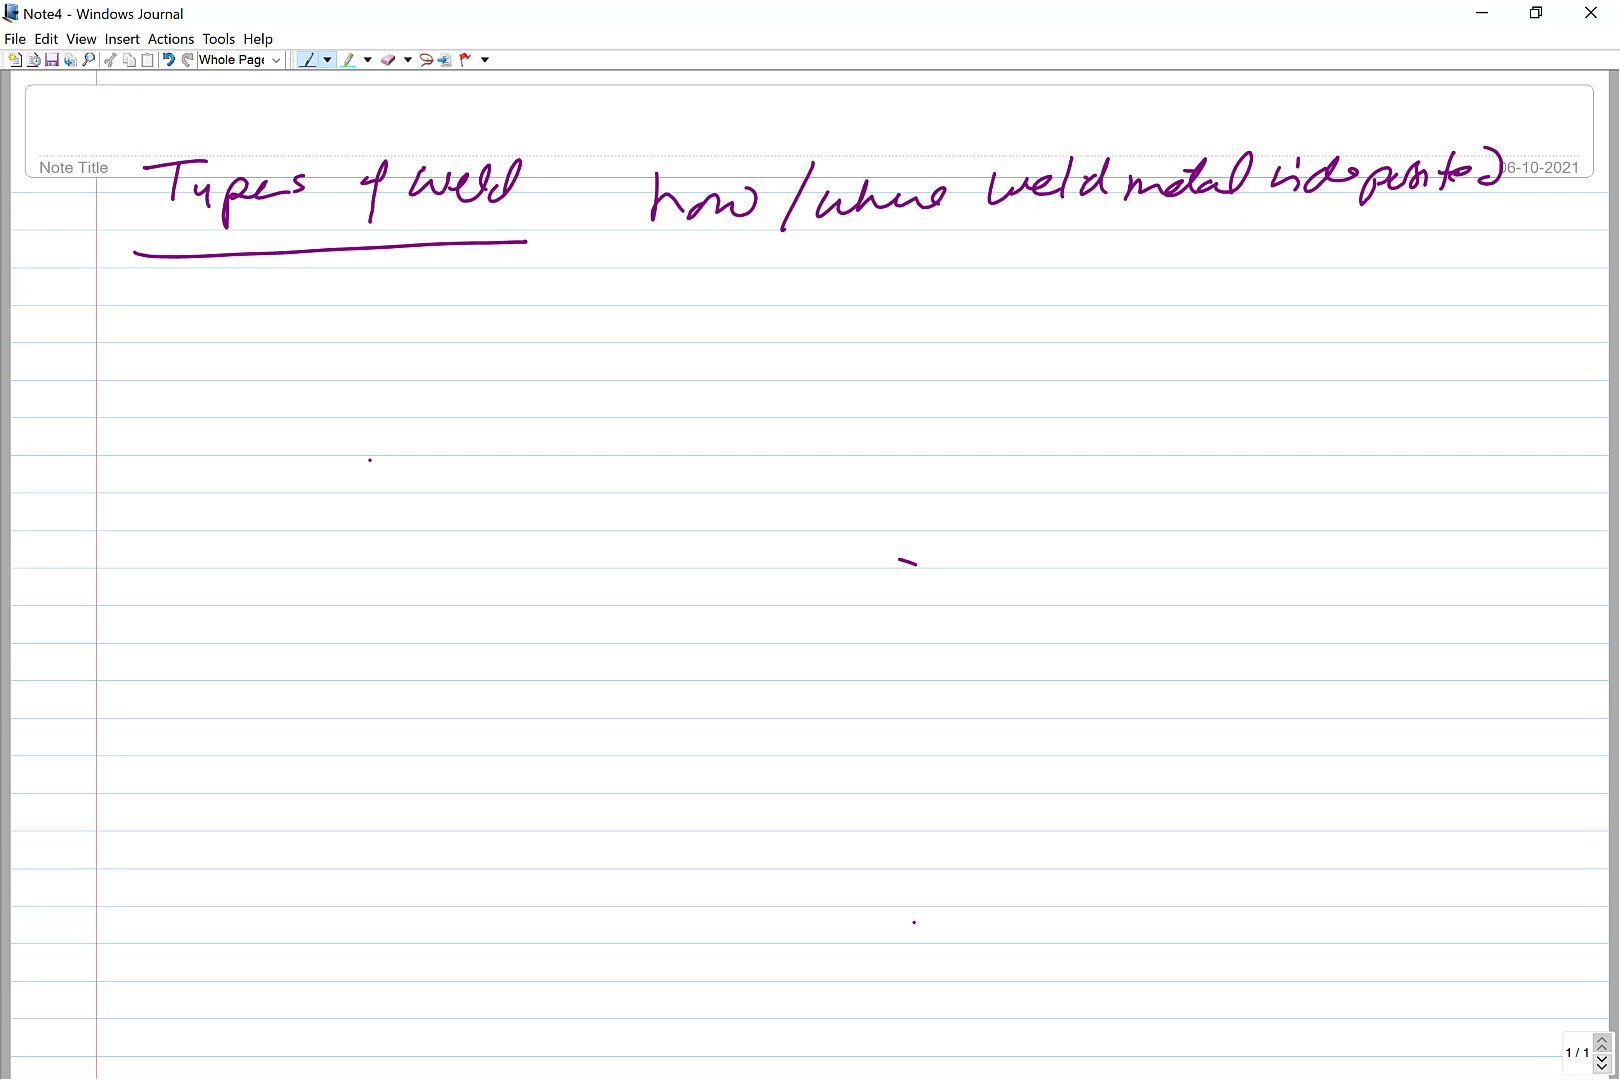 Note4 - Windows Journal
File Edit View Insert Actions Tools Help
Whole Page
Note Title
06-10-2021
Types of Weld how / where weld metal is deposited
1 / 1